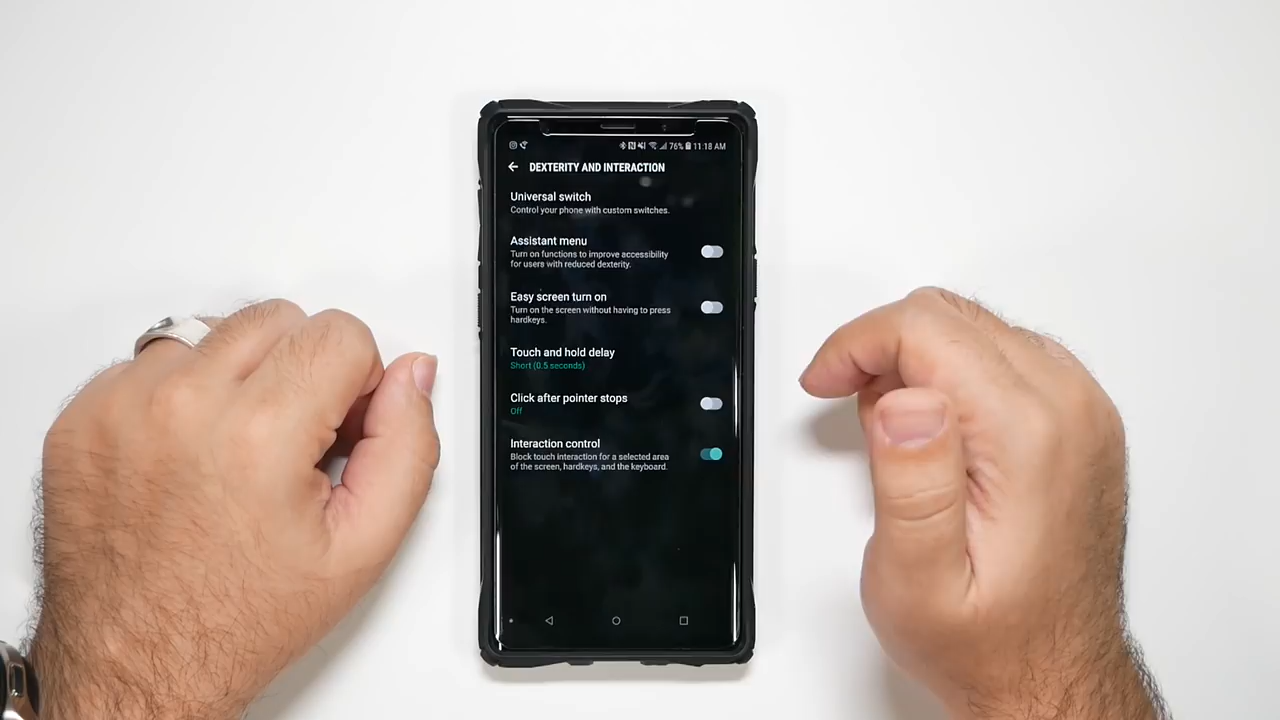 76% 11:18 AM
DEXTERITY AND INTERACTION
Universal switch
Control your phone with custom switches.
Assistant menu
Turn on functions to improve accessibility
for users with reduced dexterity.
Easy screen turn on
Turn on the screen without having to press
hardkeys.
Touch and hold delay
Short (0.5 seconds)
Click after pointer stops
Off
Interaction control
Block touch interaction for a selected area
of the screen, hardkeys, and the keyboard.